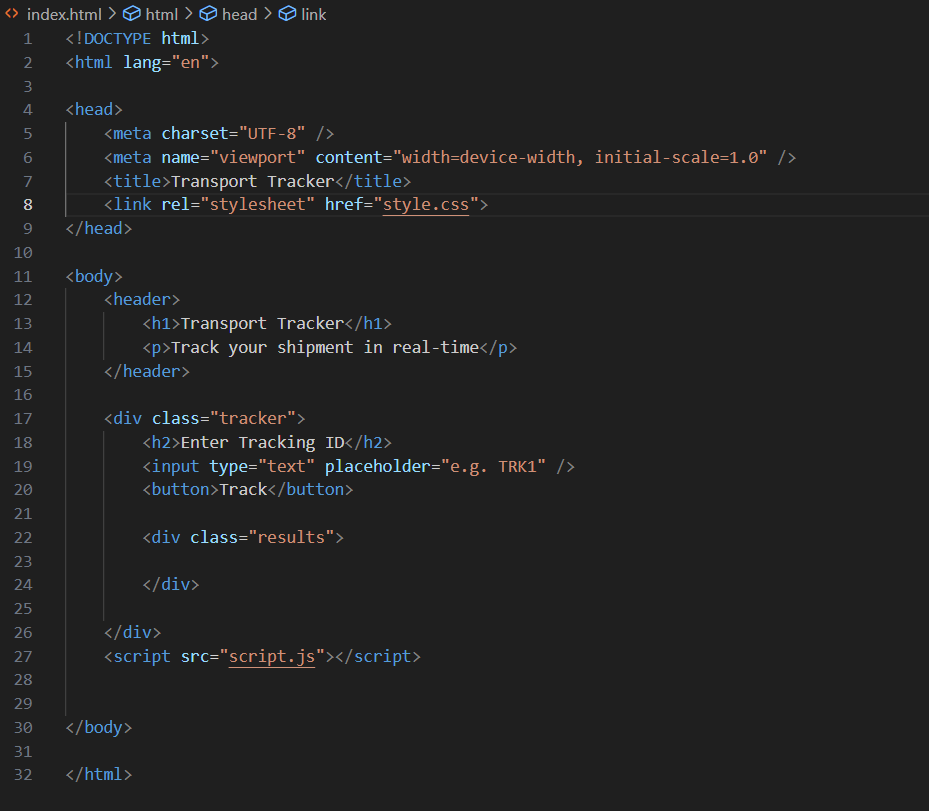 index.html > html > head > link
1 <!DOCTYPE html>
2 <html lang="en">
3
4 <head>
5     <meta charset="UTF-8" />
6     <meta name="viewport" content="width=device-width, initial-scale=1.0" />
7     <title>Transport Tracker</title>
8     <link rel="stylesheet" href="style.css">
9 </head>
10
11 <body>
12     <header>
13         <h1>Transport Tracker</h1>
14         <p>Track your shipment in real-time</p>
15     </header>
16
17     <div class="tracker">
18         <h2>Enter Tracking ID</h2>
19         <input type="text" placeholder="e.g. TRK1" />
20         <button>Track</button>
21
22         <div class="results">
23
24         </div>
25
26     </div>
27     <script src="script.js"></script>
28
29
30 </body>
31
32 </html>